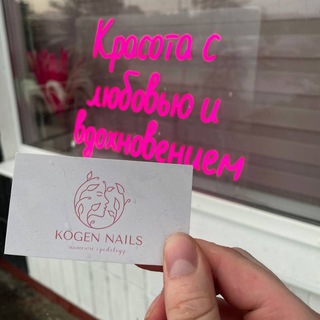 Красота с
любовью и
вдохновением
KOGEN NAILS